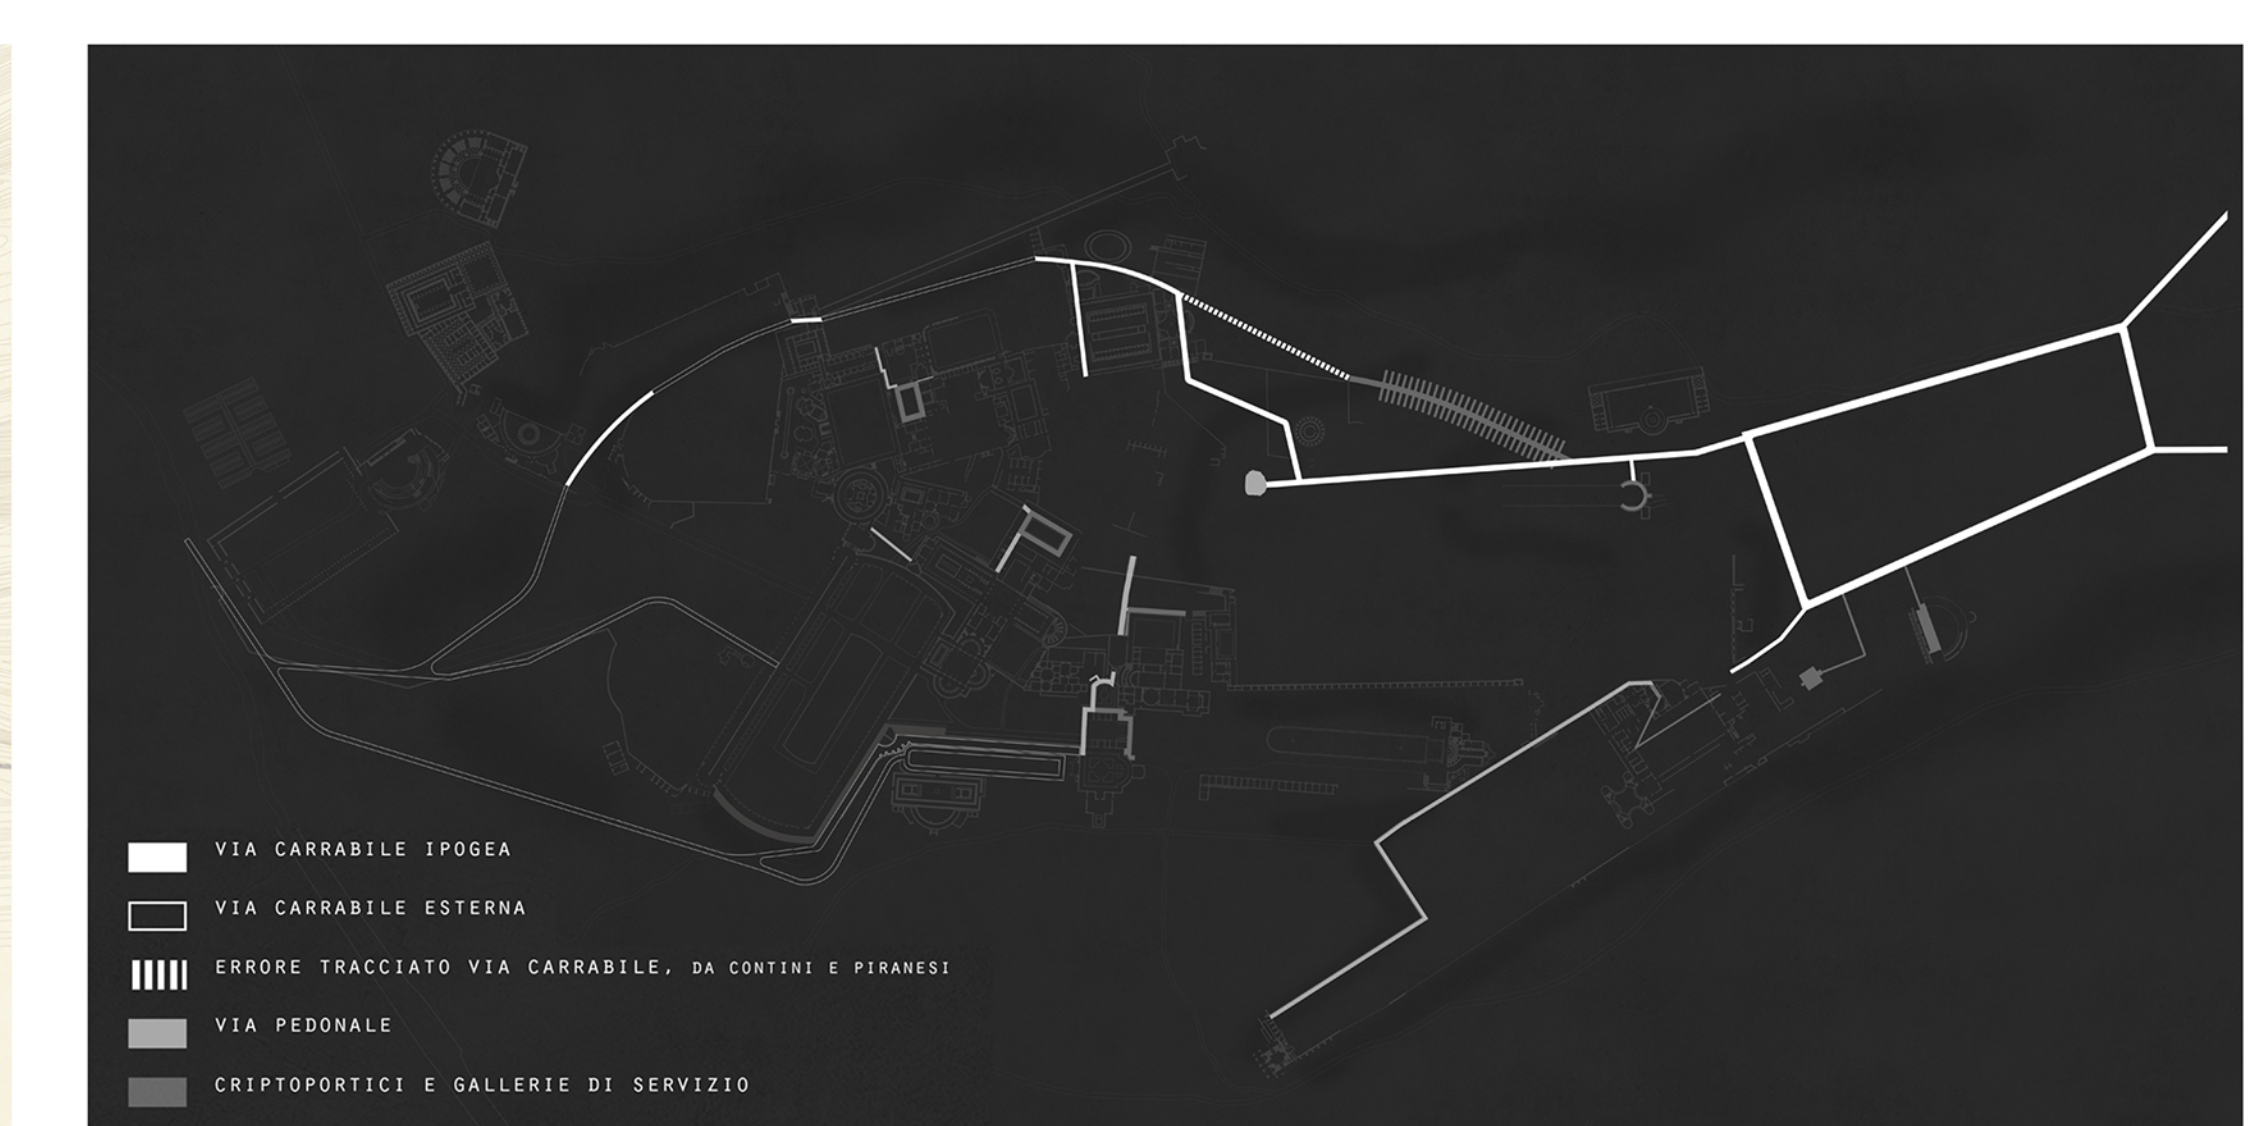 VIA CARRABILE IPOGEA
VIA CARRABILE ESTERNA
ERRORE TRACCIATO VIA CARRABILE, DA CONTINI E PIRANESI
VIA PEDONALE
CRIPTOPORTICI E GALLERIE DI SERVIZIO